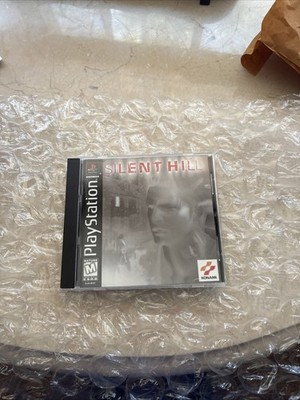 SILENT HILL
PlayStation
M
KONAMI